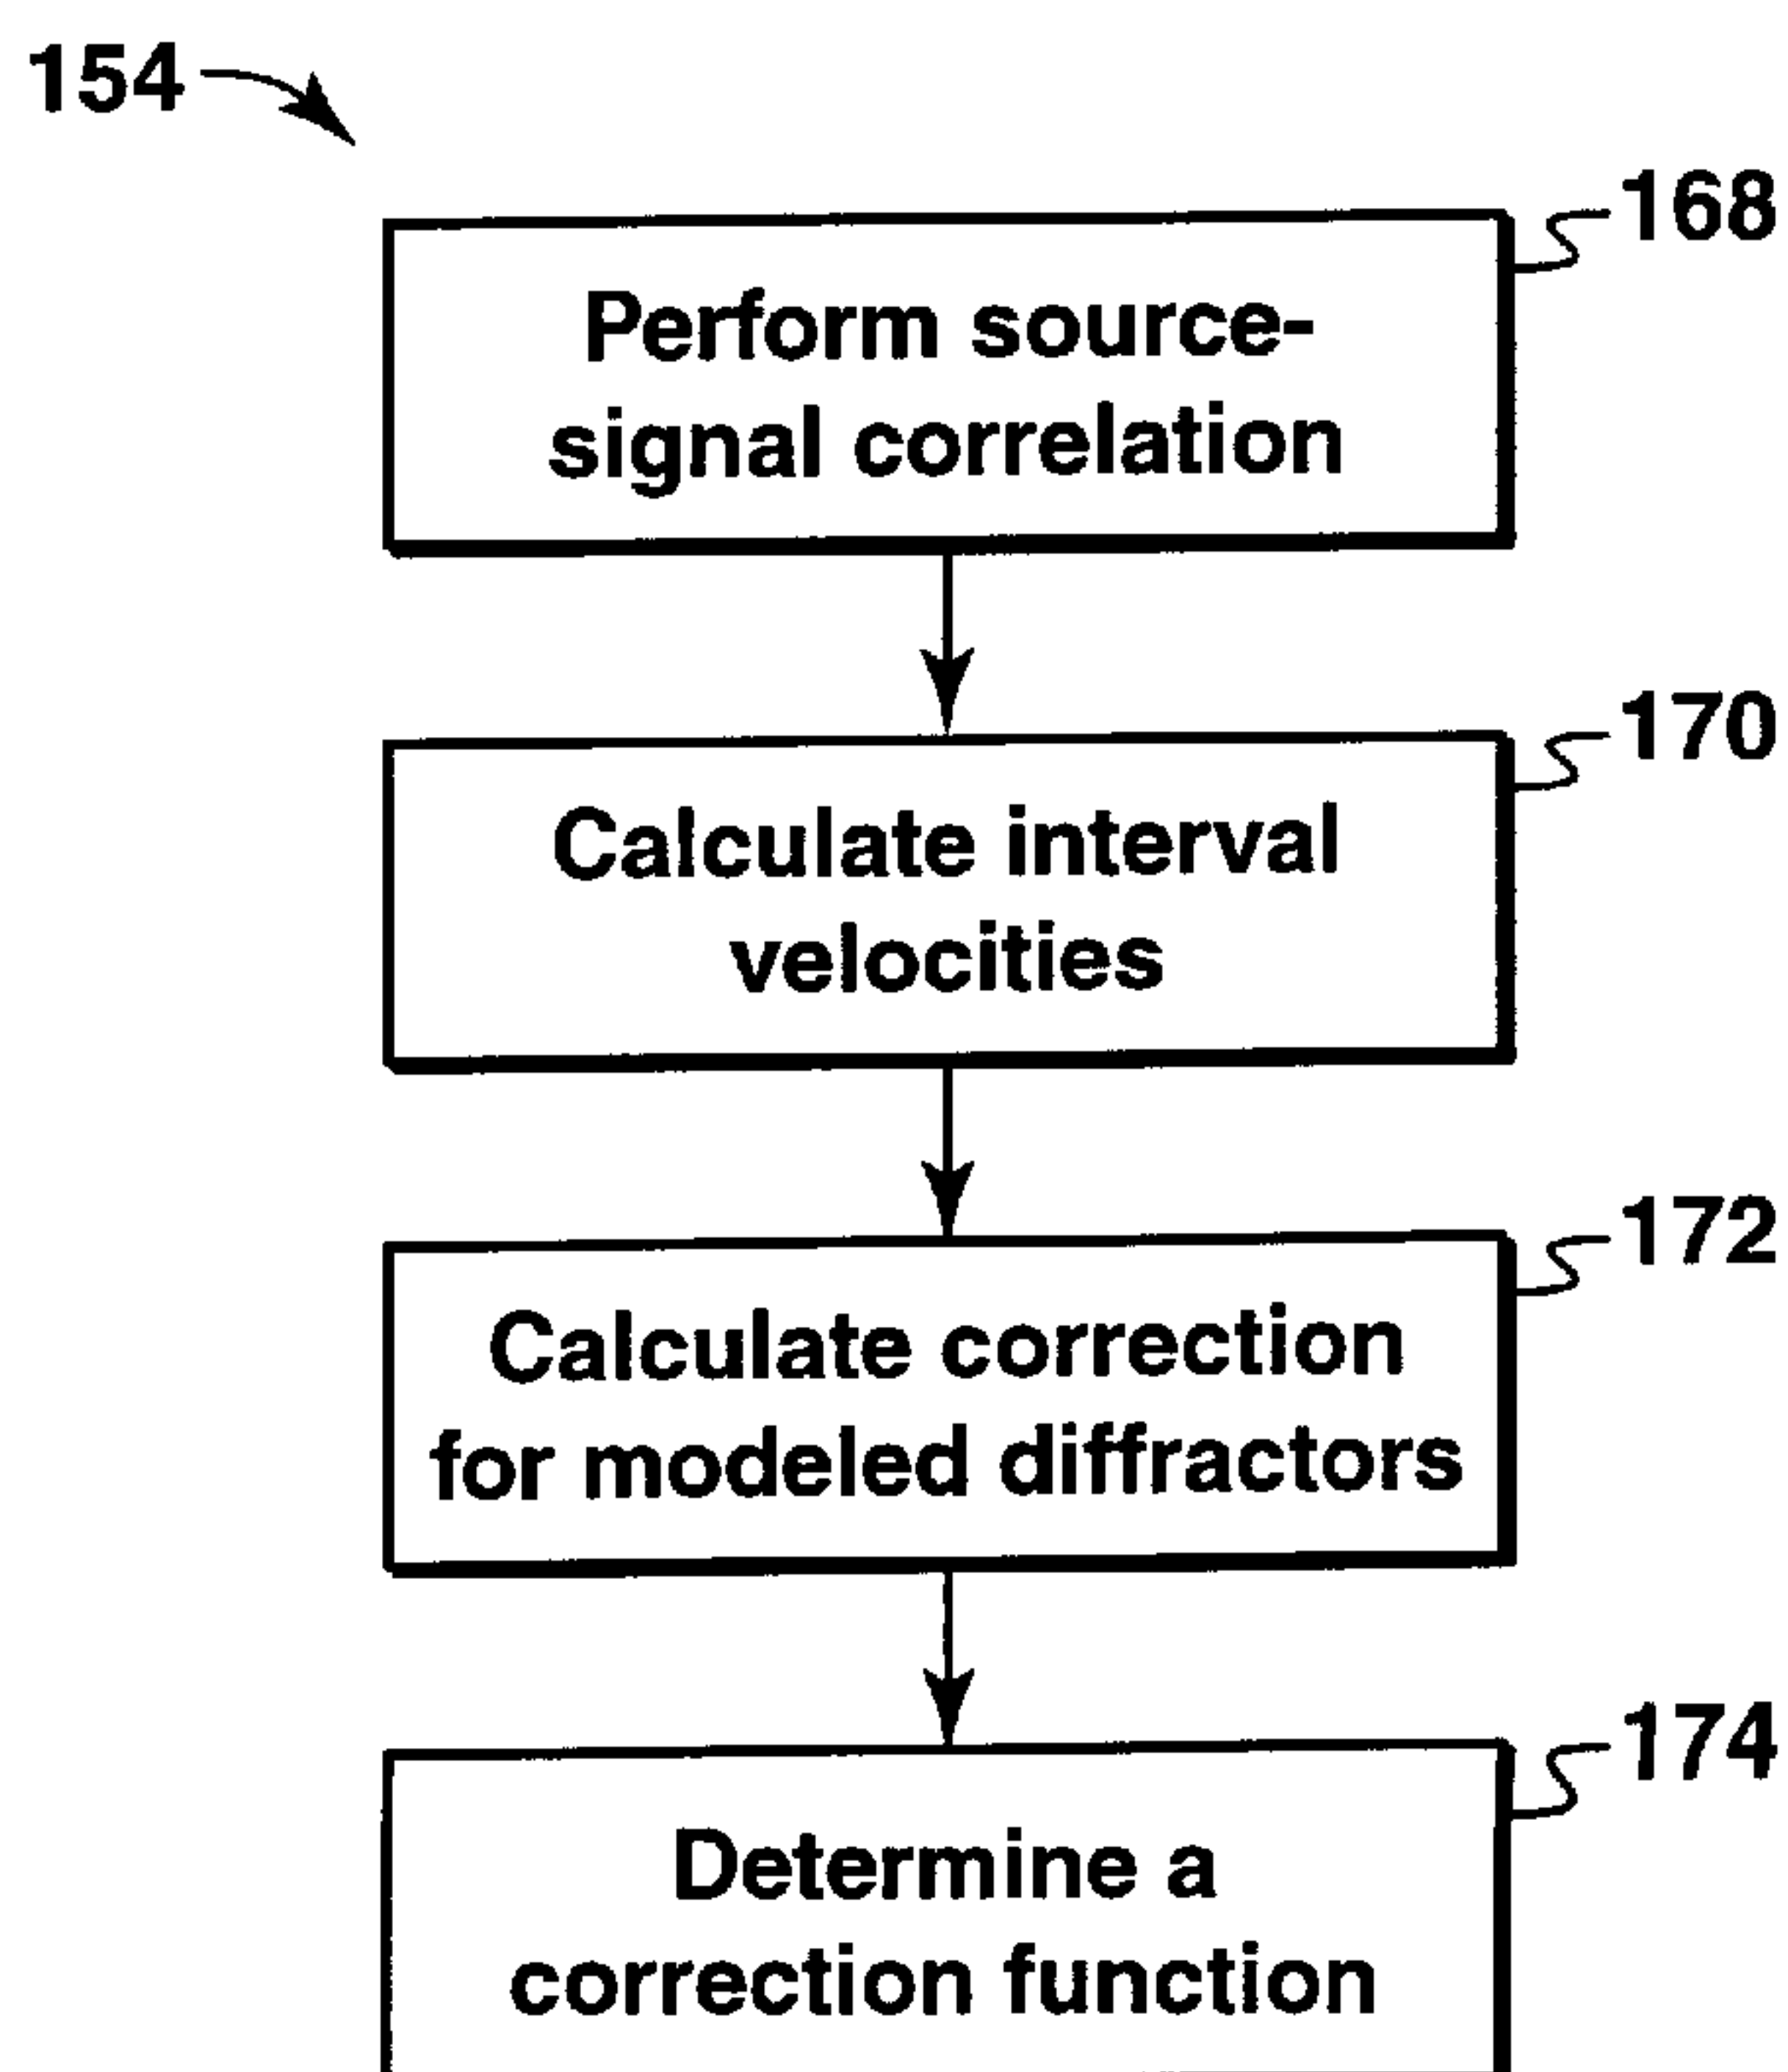 154
168
Perform source-
signal correlation
170
Calculate interval
velocities
172
Calculate correction
for modeled diffractors
174
Determine a
correction function